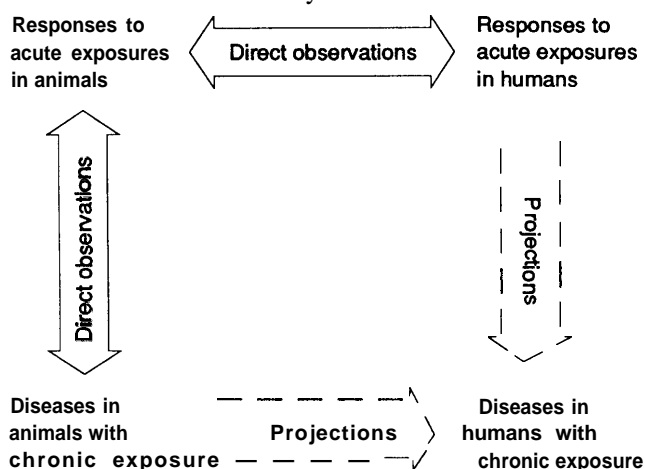 Responses to
acute exposures
in animals
Direct observations
Responses to
acute exposures
in humans
Direct observations
Projections
Diseases in
animals with
chronic exposure
Projections
Diseases in
humans with
chronic exposure